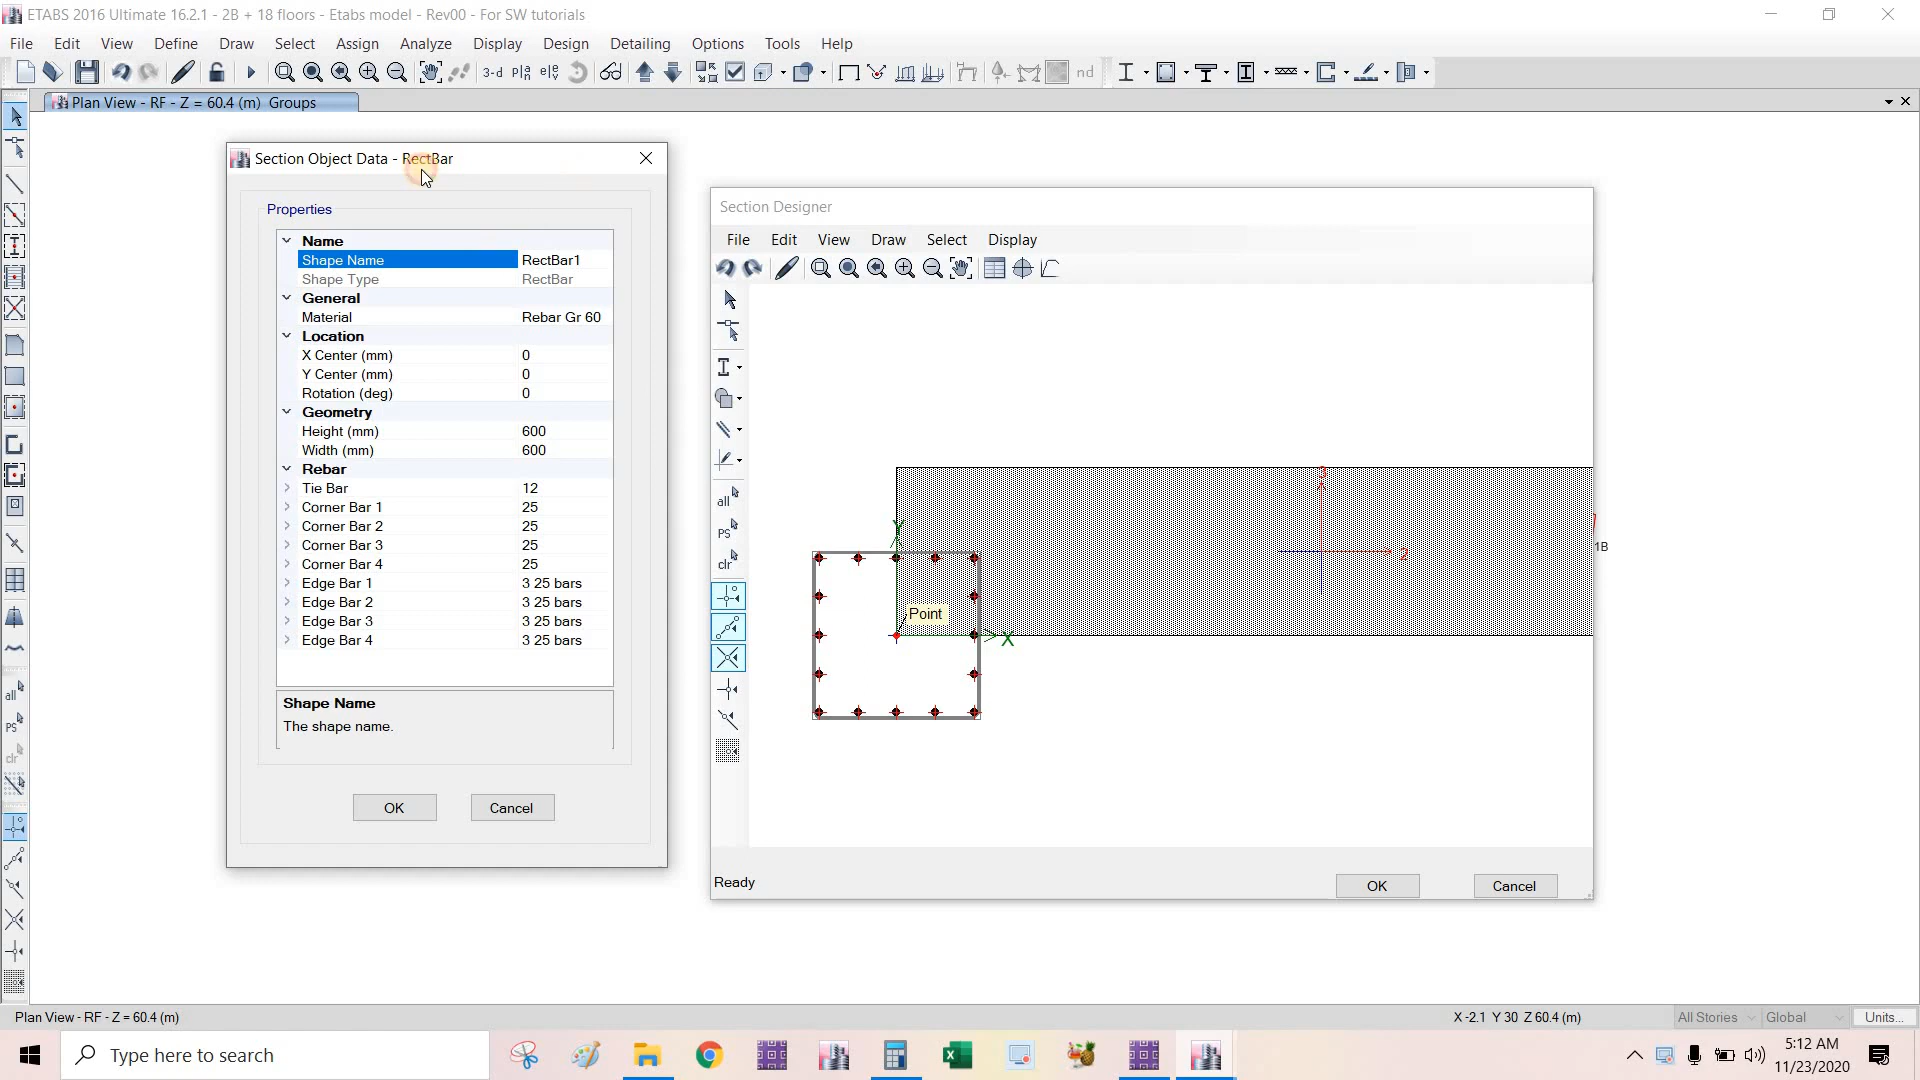 ETABS 2016 Ultimate 16.2.1 - 2B + 18 floors - Etabs model - Rev00 - For SW tutorials
File Edit View Define Draw Select Assign Analyze Display Design Detailing Options Tools Help
3-d nd
Plan View - RF - Z = 60.4 (m) Groups
Section Object Data - RectBar
Properties
Name
Shape Name RectBar1
Shape Type RectBar
General
Material Rebar Gr 60
Location
X Center (mm) 0
Y Center (mm) 0
Rotation (deg) 0
Geometry
Height (mm) 600
Width (mm) 600
Rebar
Tie Bar 12
Corner Bar 1 25
Corner Bar 2 25
Corner Bar 3 25
Corner Bar 4 25
Edge Bar 1 3 25 bars
Edge Bar 2 3 25 bars
Edge Bar 3 3 25 bars
Edge Bar 4 3 25 bars
Shape Name
The shape name.
OK Cancel
Section Designer
File Edit View Draw Select Display
all
PS
clr
3
2
Y
X
Point
1B
Ready
OK Cancel
all
PS
clr
Plan View - RF - Z = 60.4 (m)
X -2.1 Y 30 Z 60.4 (m)
All Stories Global Units...
Type here to search
5:12 AM
11/23/2020